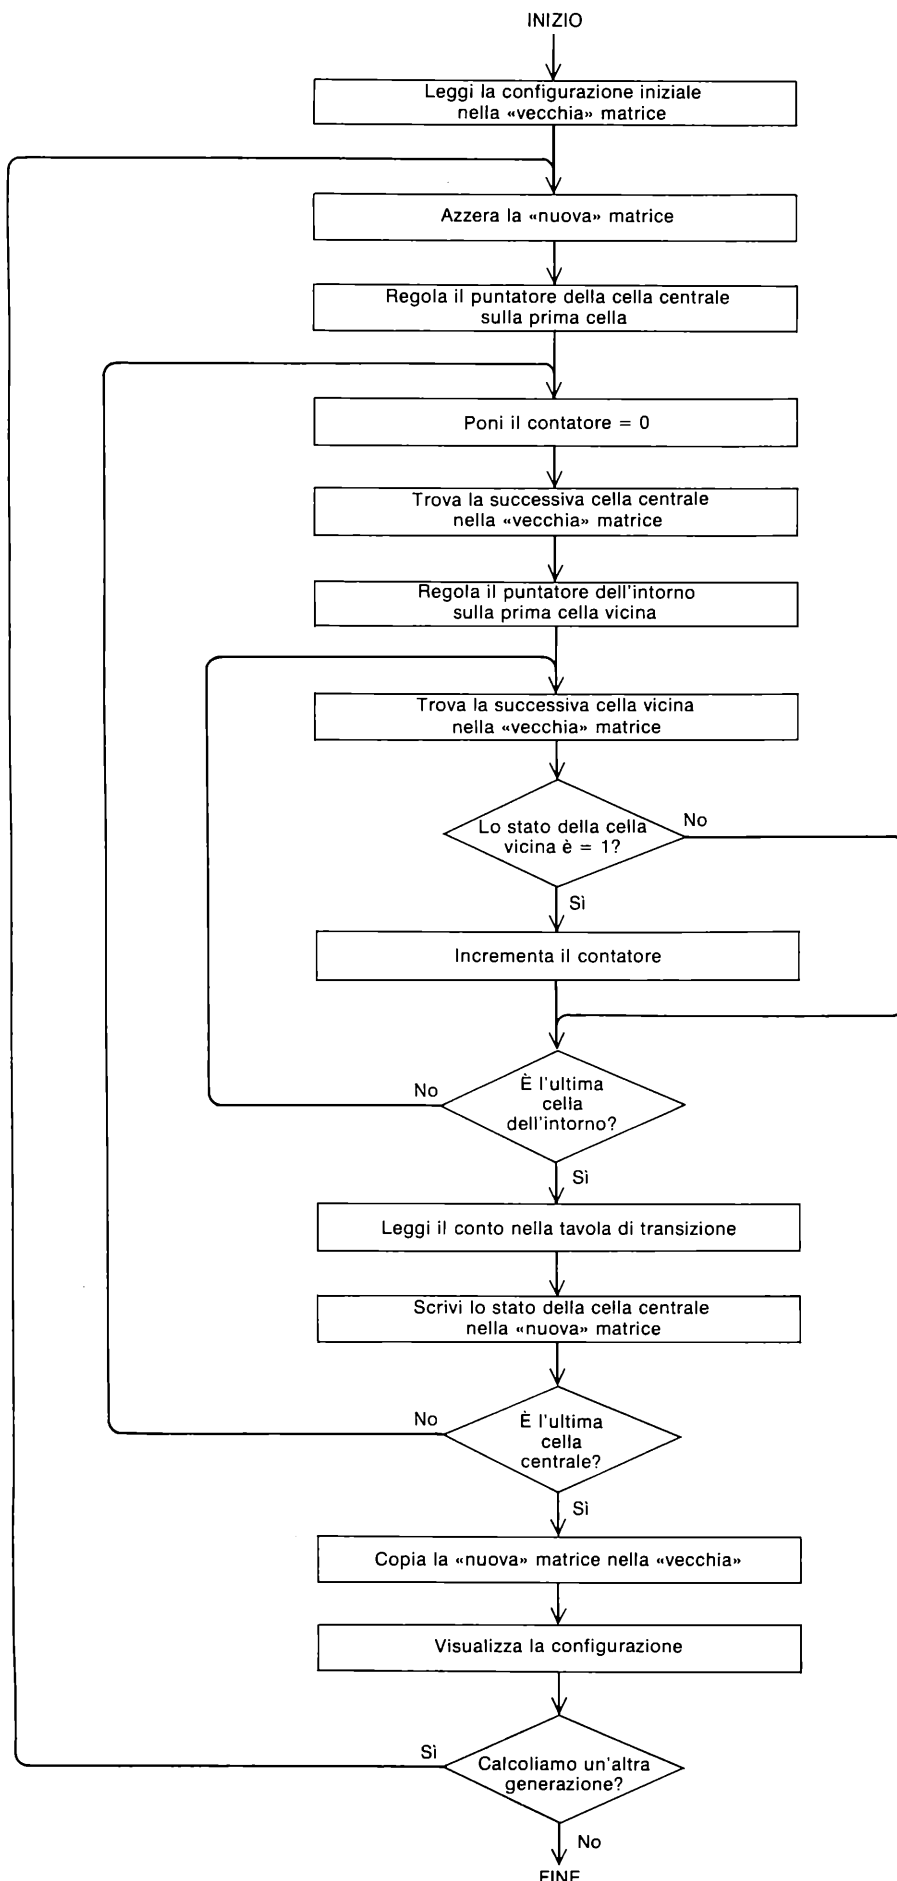 INIZIO
Leggi la configurazione iniziale
nella «vecchia» matrice
Azzera la «nuova» matrice
Regola il puntatore della cella centrale
sulla prima cella
Poni il contatore = 0
Trova la successiva cella centrale
nella «vecchia» matrice
Regola il puntatore dell'intorno
sulla prima cella vicina
Trova la successiva cella vicina
nella «vecchia» matrice
Lo stato della cella
vicina è = 1?
No
Sì
Incrementa il contatore
È l'ultima
cella
dell'intorno?
No
Sì
Leggi il conto nella tavola di transizione
Scrivi lo stato della cella centrale
nella «nuova» matrice
È l'ultima
cella
centrale?
No
Sì
Copia la «nuova» matrice nella «vecchia»
Visualizza la configurazione
Calcoliamo un'altra
generazione?
Sì
No
FINE